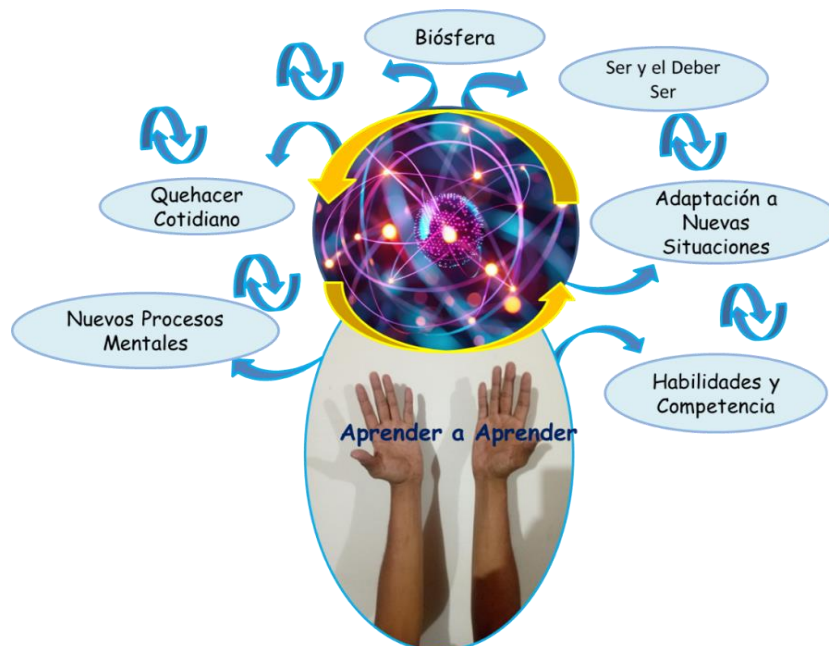 Biósfera
Ser y el Deber
Ser
Quehacer
Cotidiano
Adaptación a
Nuevas
Situaciones
Nuevos Procesos
Mentales
Habilidades y
Competencia
Aprender a Aprender